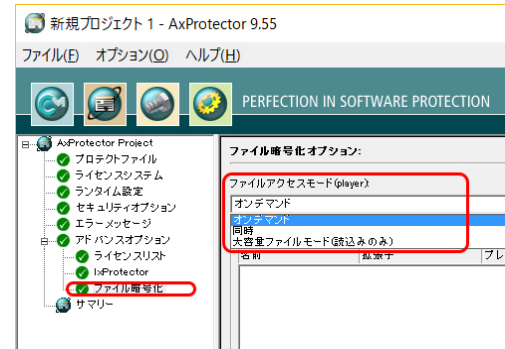 新規プロジェクト 1 - AxProtector 9.55
ファイル(F) オプション(O) ヘルプ(H)
PERFECTION IN SOFTWARE PROTECTION
AxProtector Project
プロテクトファイル
ライセンスシステム
ランタイム設定
セキュリティオプション
エラーメッセージ
アドバンスオプション
ライセンスリスト
IxProtector
ファイル暗号化
サマリー
ファイル暗号化オプション:
ファイルアクセスモード(player):
オンデマンド
オンデマンド
同時
大容量ファイルモード(読込みのみ)
名前 拡張子 プレ